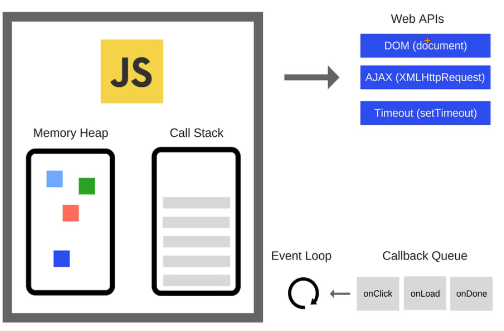 Web APIs
JS
DOM (document)
AJAX (XMLHttpRequest)
Timeout (setTimeout)
Memory Heap
Call Stack
Event Loop
Callback Queue
onClick
onLoad
onDone